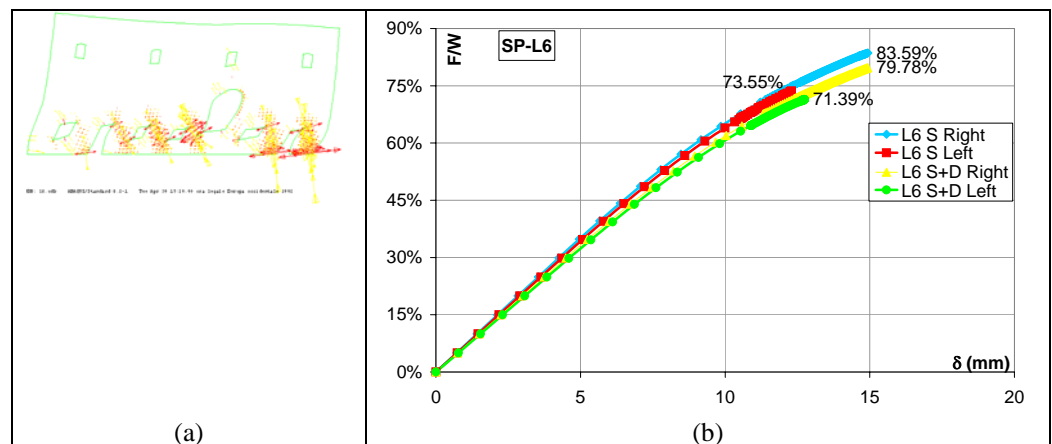 (a)
F/W
SP-L6
90%
75%
60%
45%
30%
15%
0%
83.59%
79.78%
73.55%
71.39%
L6 S Right
L6 S Left
L6 S+D Right
L6 S+D Left
δ (mm)
0 5 10 15 20
(b)